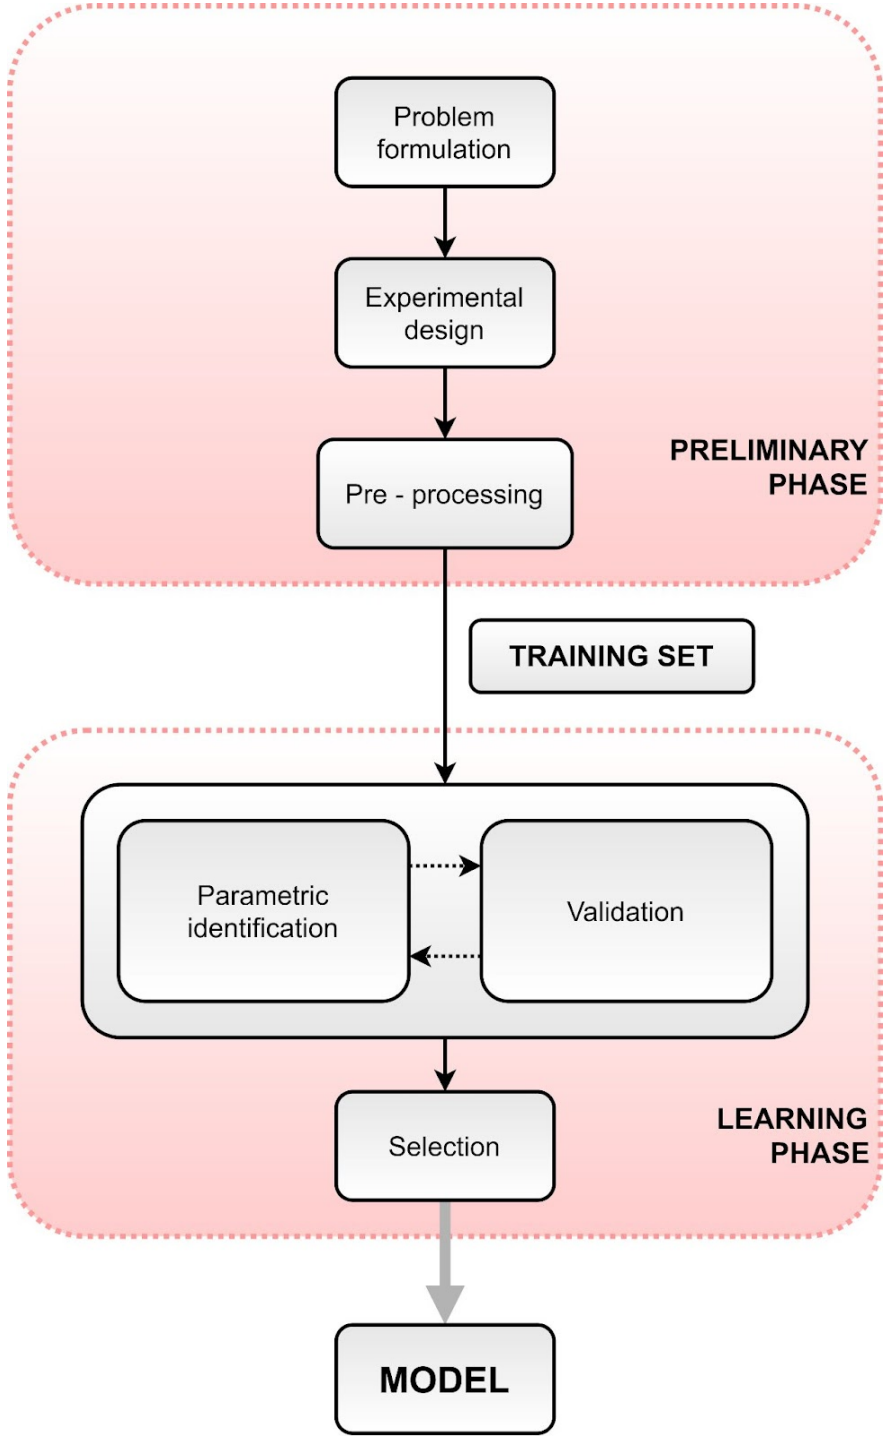 Problem
formulation
Experimental
design
Pre - processing
PRELIMINARY
PHASE
TRAINING SET
Parametric
identification
Validation
Selection
LEARNING
PHASE
MODEL